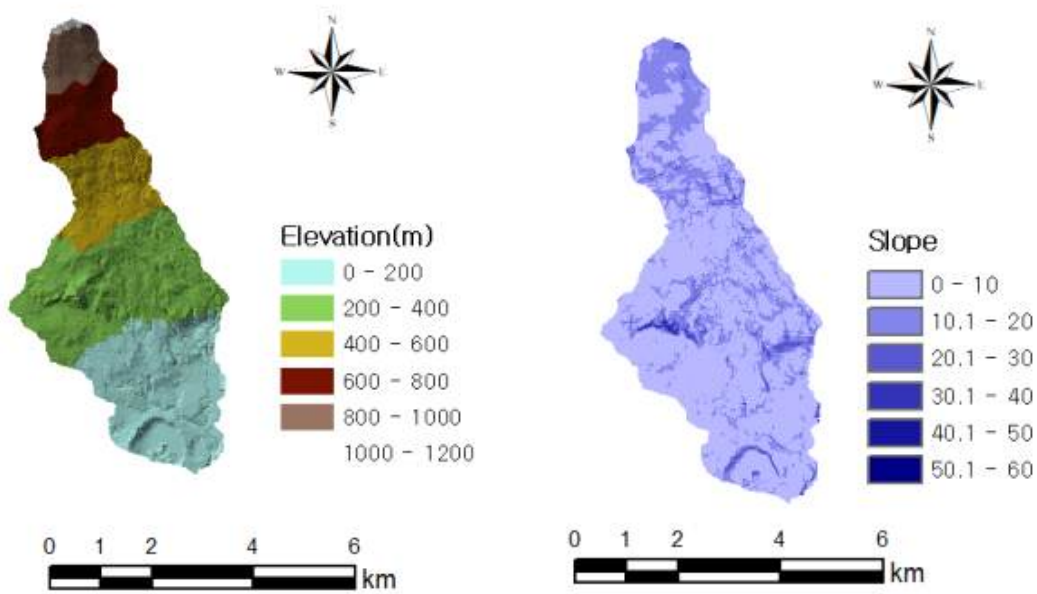 N
W E
S
Elevation(m)
0 - 200
200 - 400
400 - 600
600 - 800
800 - 1000
1000 - 1200
0 1 2 4 6
km
N
W E
S
Slope
0 - 10
10.1 - 20
20.1 - 30
30.1 - 40
40.1 - 50
50.1 - 60
0 1 2 4 6
km